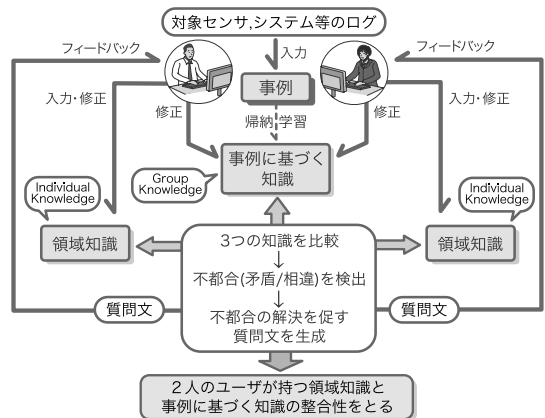 対象センサ,システム等のログ
フィードバック
フィードバック
入力
事例
入力・修正
入力・修正
修正
修正
帰納 学習
事例に基づく
知識
Group
Knowledge
Individual
Knowledge
Individual
Knowledge
領域知識
領域知識
3つの知識を比較
↓
不都合(矛盾/相違)を検出
↓
不都合の解決を促す
質問文を生成
質問文
質問文
2人のユーザが持つ領域知識と
事例に基づく知識の整合性をとる